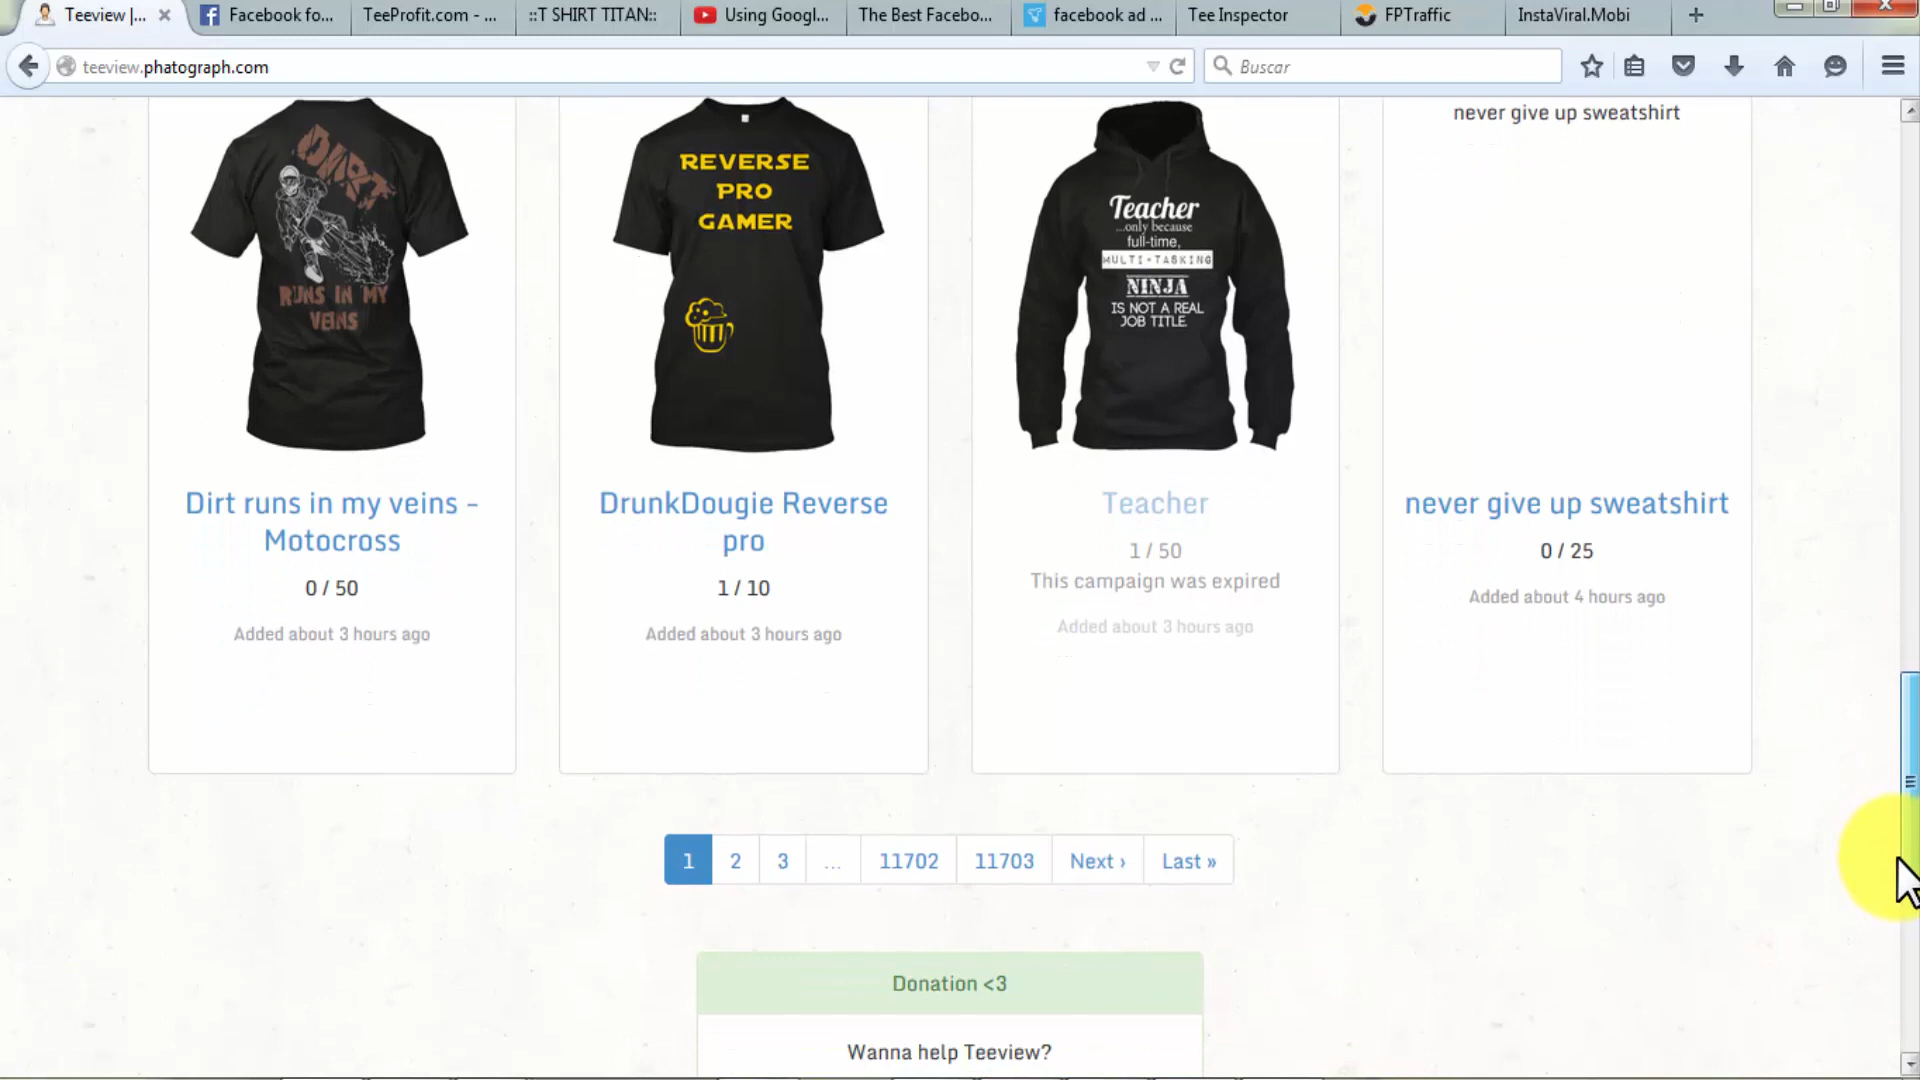 Teeview |...
Facebook fo...
TeeProfit.com - ...
::T SHIRT TITAN::
Using Googl...
The Best Facebo...
facebook ad ...
Tee Inspector
FPTraffic
InstaViral.Mobi
teeview.phatograph.com
Buscar
DIRT
RUNS IN MY
VEINS
REVERSE
PRO
GAMER
Teacher
...only because
full-time,
MULTI-TASKING
NINJA
IS NOT A REAL
JOB TITLE.
never give up sweatshirt
Dirt runs in my veins -
Motocross
0 / 50
Added about 3 hours ago
DrunkDougie Reverse
pro
1 / 10
Added about 3 hours ago
Teacher
1 / 50
This campaign was expired
Added about 3 hours ago
never give up sweatshirt
0 / 25
Added about 4 hours ago
1 2 3 ... 11702 11703 Next › Last »
Donation <3
Wanna help Teeview?